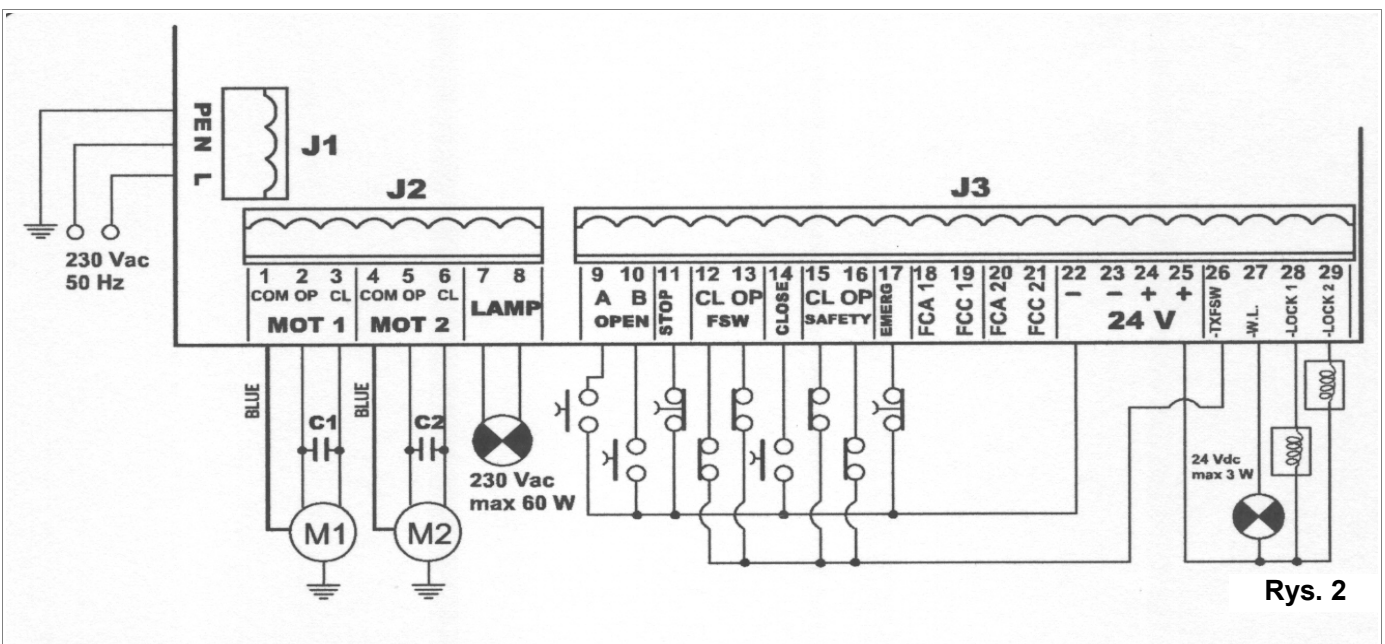 PE N L
J1
230 Vac
50 Hz
J2
J3
1 2 3 4 5 6 7 8
COM OP CL COM OP CL
MOT 1 MOT 2 LAMP
9 10 11 12 13 14 15 16 17 18 19 20 21 22 23 24 25 26 27 28 29
A B STOP CL OP CLOSE CL OP EMERG FCA 1 FCC 1 FCA 2 FCC 2 - - + + -TXFSW -W.L. -LOCK 1 -LOCK 2
OPEN FSW SAFETY 24 V
BLUE C1 BLUE C2
230 Vac
max 60 W
M1 M2
24 Vdc
max 3 W
Rys. 2